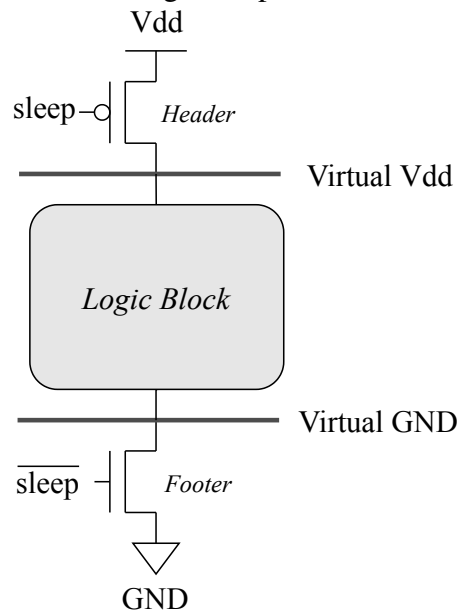 Vdd
sleep
Header
Virtual Vdd
Logic Block
Virtual GND
sleep
Footer
GND